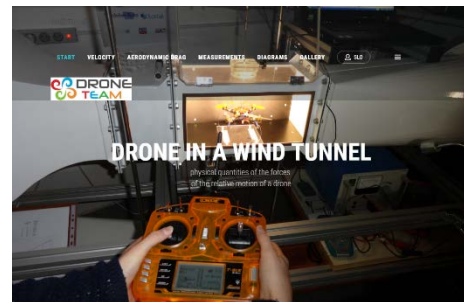 START VELOCITY AERODYNAMIC DRAG MEASUREMENTS DIAGRAMS GALLERY SLO
DRONE
TEAM
DRONE IN A WIND TUNNEL
physical quantities of the forces
of the relative motion of a drone